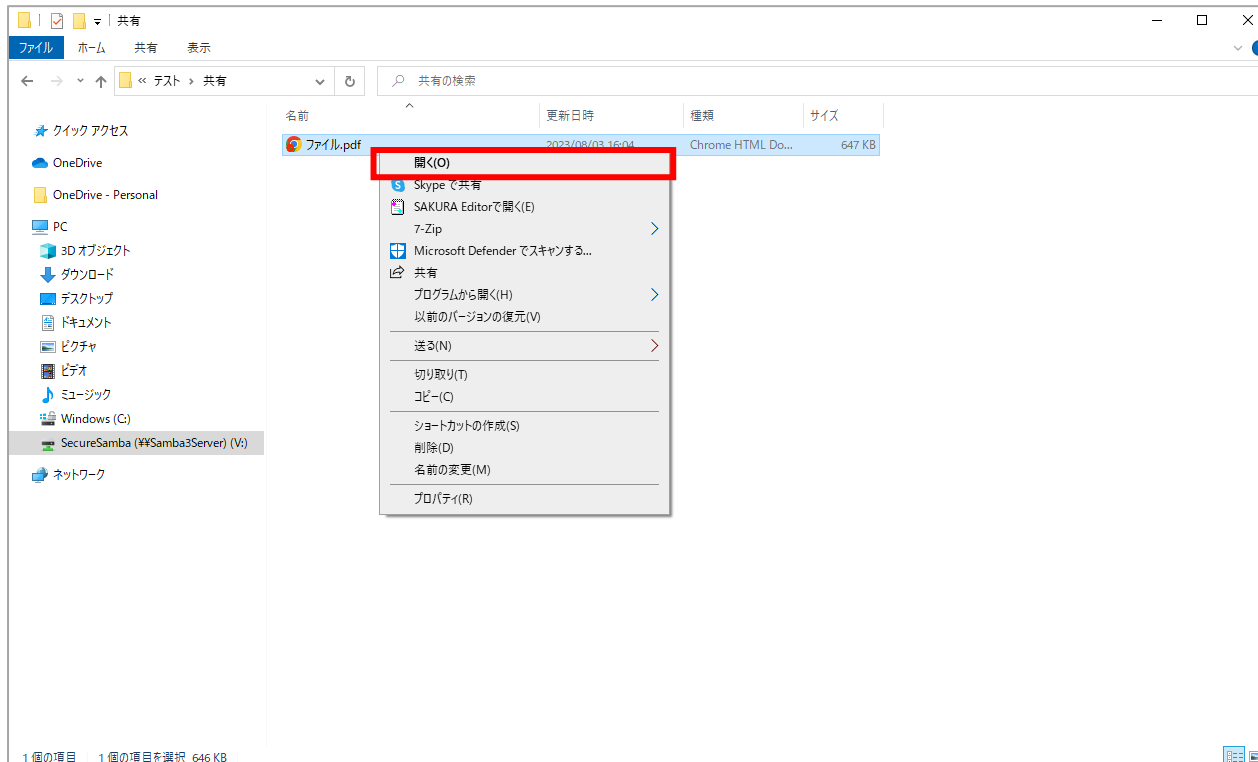 共有
ファイル ホーム 共有 表示
« テスト › 共有 共有の検索
名前 更新日時 種類 サイズ
ファイル.pdf 2023/08/03 16:04 Chrome HTML Do... 647 KB
クイック アクセス
OneDrive
OneDrive - Personal
PC
3D オブジェクト
ダウンロード
デスクトップ
ドキュメント
ピクチャ
ビデオ
ミュージック
Windows (C:)
SecureSamba (¥¥Samba3Server) (V:)
ネットワーク
開く(O)
Skype で共有
SAKURA Editorで開く(E)
7-Zip
Microsoft Defender でスキャンする...
共有
プログラムから開く(H)
以前のバージョンの復元(V)
送る(N)
切り取り(T)
コピー(C)
ショートカットの作成(S)
削除(D)
名前の変更(M)
プロパティ(R)
1 個の項目 1 個の項目を選択 646 KB